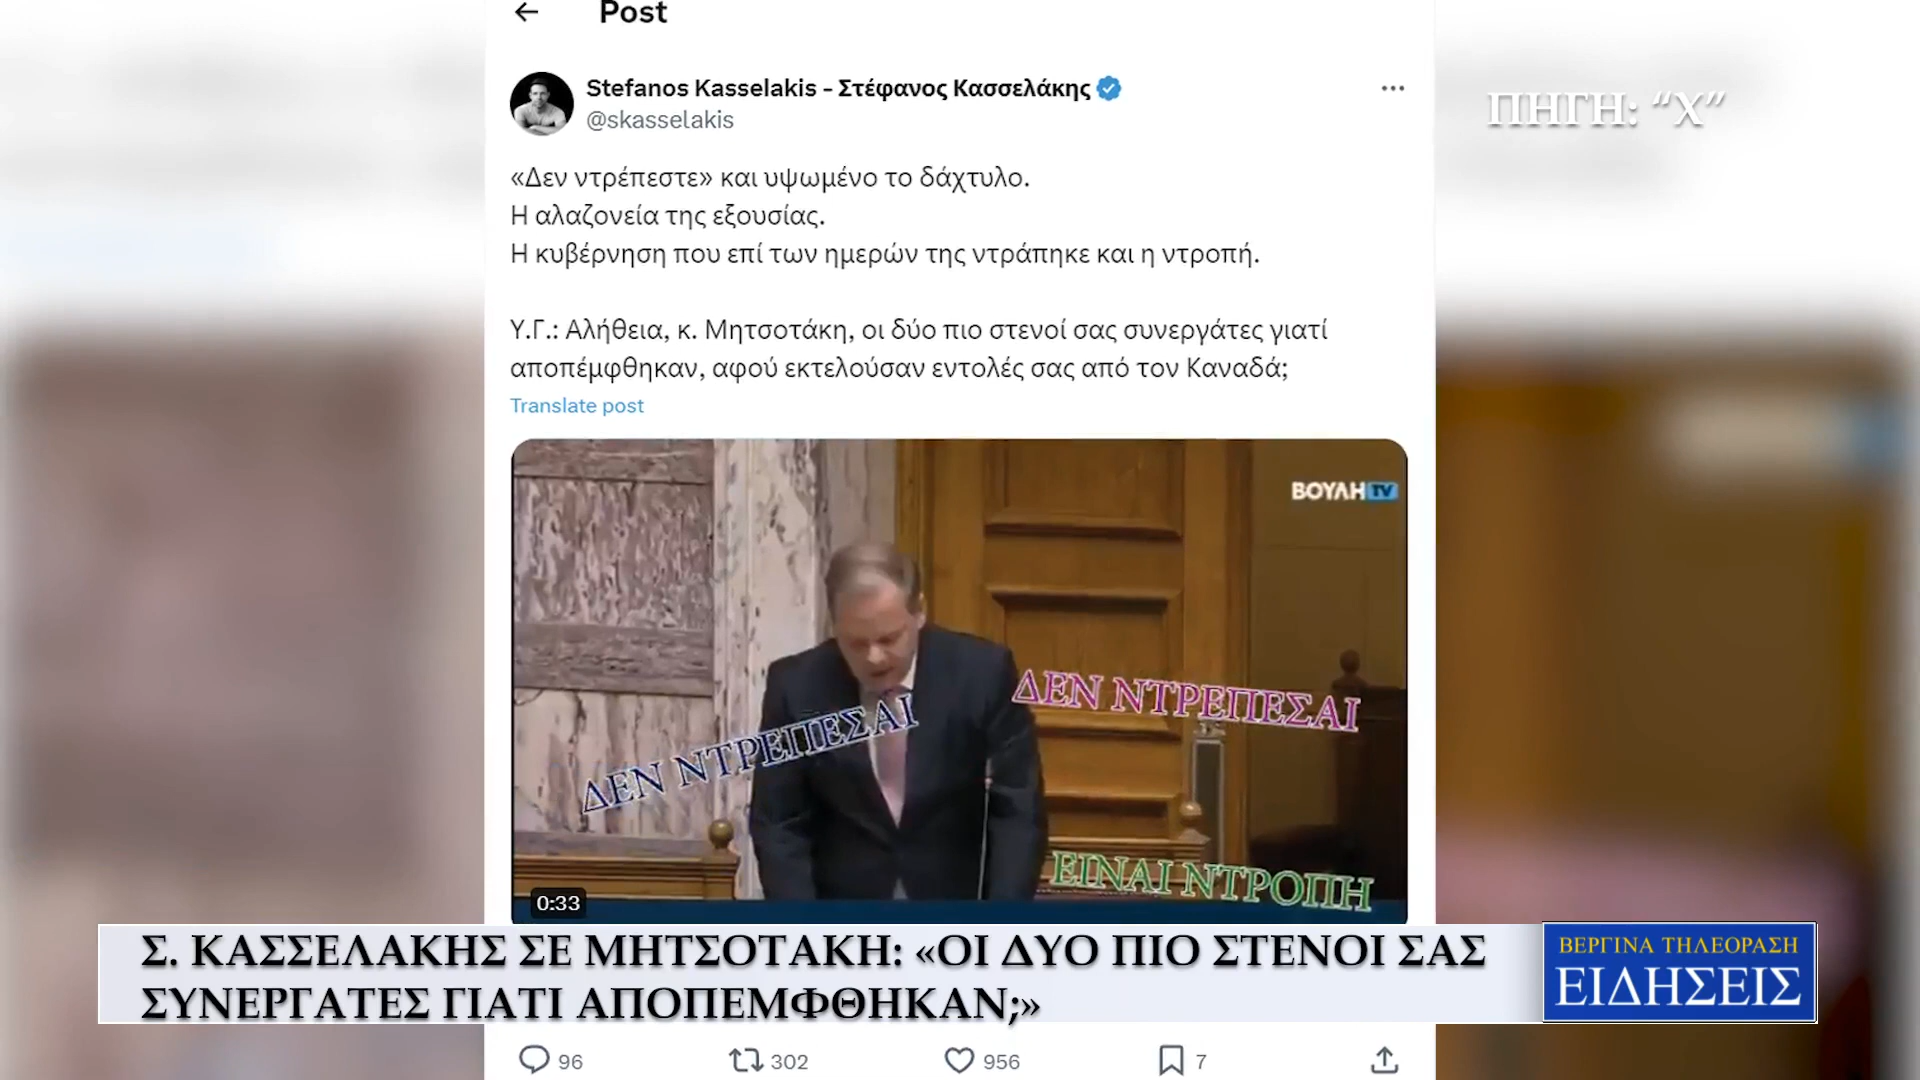 Post
Stefanos Kasselakis - Στέφανος Κασσελάκης
@skasselakis
ΠΗΓΗ: “Χ”
«Δεν ντρέπεστε» και υψωμένο το δάχτυλο.
Η αλαζονεία της εξουσίας.
Η κυβέρνηση που επί των ημερών της ντράπηκε και η ντροπή.
Υ.Γ.: Αλήθεια, κ. Μητσοτάκη, οι δύο πιο στενοί σας συνεργάτες γιατί
αποπέμφθηκαν, αφού εκτελούσαν εντολές σας από τον Καναδά;
Translate post
ΒΟΥΛΗ TV
ΔΕΝ ΝΤΡΕΠΕΣΑΙ
ΔΕΝ ΝΤΡΕΠΕΣΑΙ
ΕΙΝΑΙ ΝΤΡΟΠΗ
0:33
Σ. ΚΑΣΣΕΛΑΚΗΣ ΣΕ ΜΗΤΣΟΤΑΚΗ: «ΟΙ ΔΥΟ ΠΙΟ ΣΤΕΝΟΙ ΣΑΣ
ΣΥΝΕΡΓΑΤΕΣ ΓΙΑΤΙ ΑΠΟΠΕΜΦΘΗΚΑΝ;»
ΒΕΡΓΙΝΑ ΤΗΛΕΟΡΑΣΗ
ΕΙΔΗΣΕΙΣ
96
302
956
7